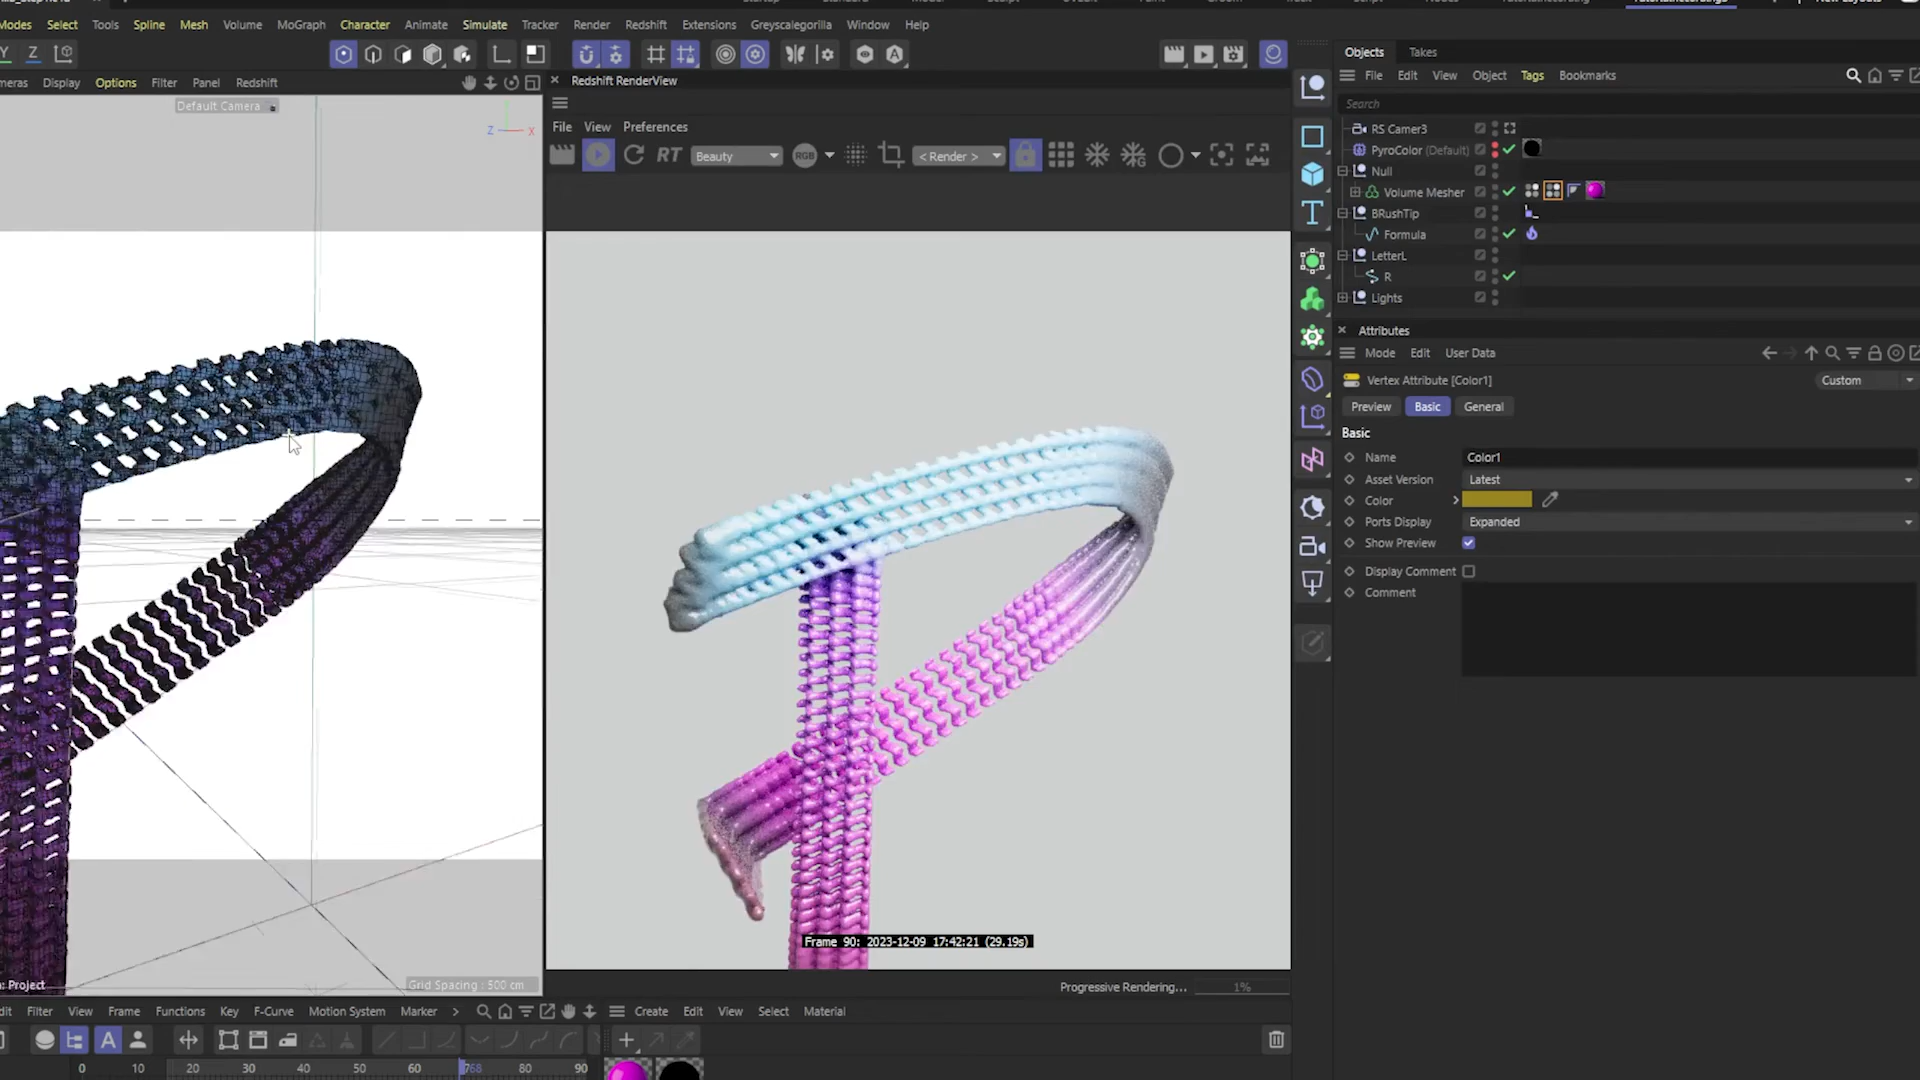 Modes Select Tools Spline Mesh Volume MoGraph Character Animate Simulate Tracker Render Redshift Extensions Greyscalegorilla Window Help
Y Z
Display Options Filter Panel Redshift
Default Camera
Z X
Grid Spacing : 500 cm
Redshift RenderView
File View Preferences
RT Beauty RGB < Render >
Frame 90: 2023-12-09 17:42:21 (29.19s)
Progressive Rendering... 1%
Objects Takes
File Edit View Object Tags Bookmarks
Search
RS Camer3
PyroColor (Default)
Null
Volume Mesher
BRushTip
Formula
LetterL
R
Lights
Attributes
Mode Edit User Data
Vertex Attribute [Color1] Custom
Preview Basic General
Basic
Name Color1
Asset Version Latest
Color
Ports Display Expanded
Show Preview
Display Comment
Comment
Filter View Frame Functions Key F-Curve Motion System Marker
Create Edit View Select Material
0 10 20 30 40 50 60 768 80 90